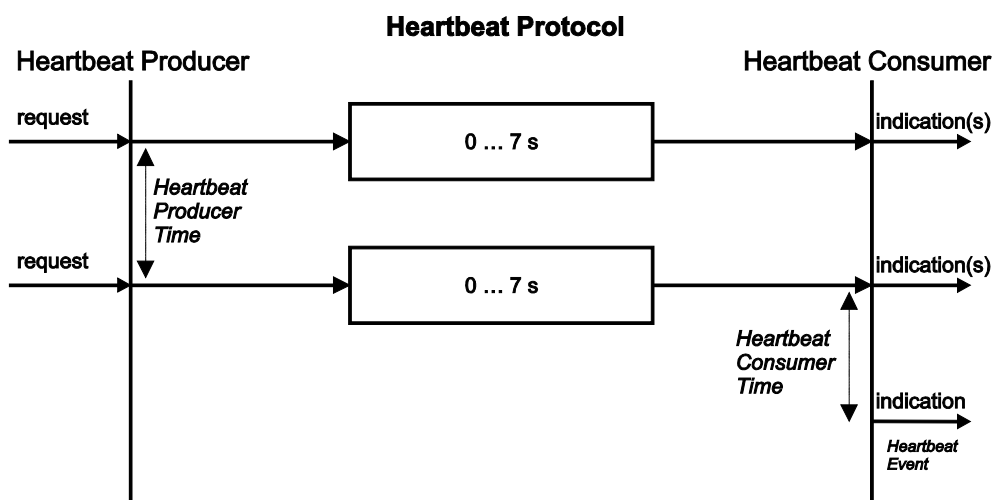 Heartbeat Protocol
Heartbeat Producer
Heartbeat Consumer
request
0 ... 7 s
indication(s)
Heartbeat
Producer
Time
request
0 ... 7 s
indication(s)
Heartbeat
Consumer
Time
indication
Heartbeat
Event